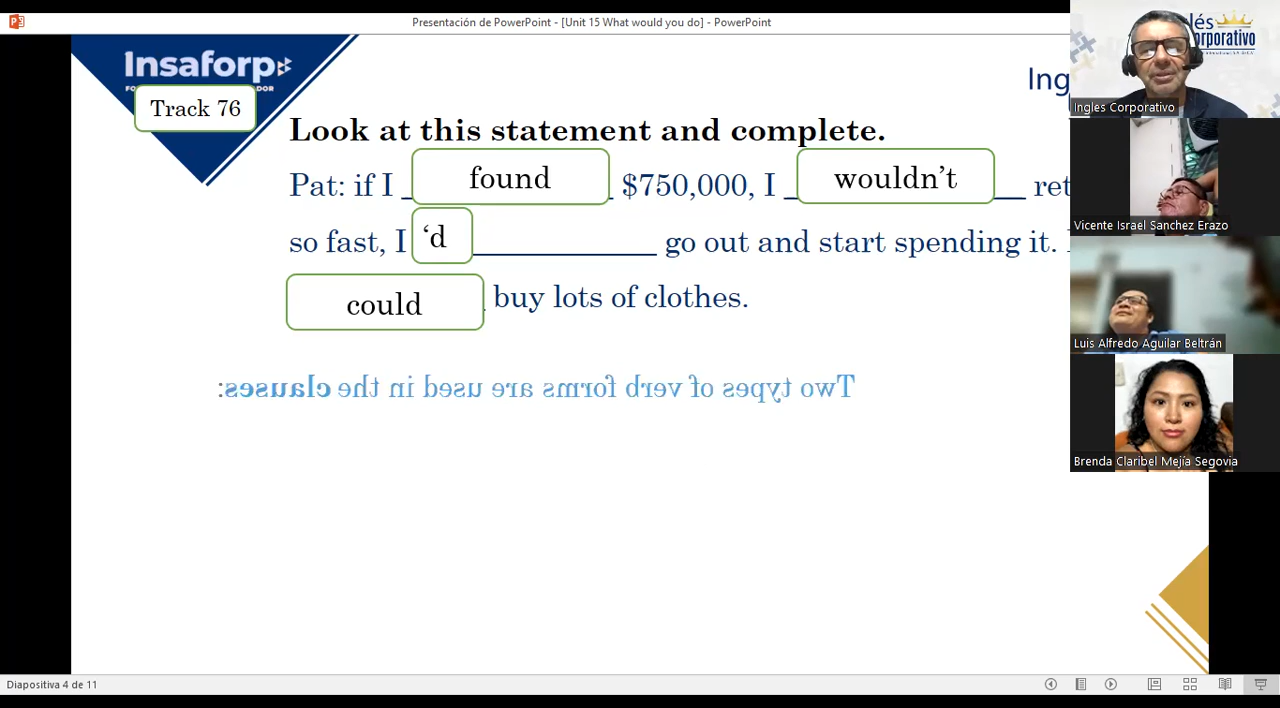 Presentación de PowerPoint - [Unit 15 What would you do] - PowerPoint
Insaforp
Track 76
Ing
Look at this statement and complete.
Pat: if I found $750,000, I wouldn't ret
so fast, I 'd ____________ go out and start spending it.
could buy lots of clothes.
Two types of verb forms are used in the clauses:
Ingles Corporativo
Vicente Israel Sanchez Erazo
Luis Alfredo Aguilar Beltrán
Brenda Claribel Mejía Segovia
Diapositiva 4 de 11